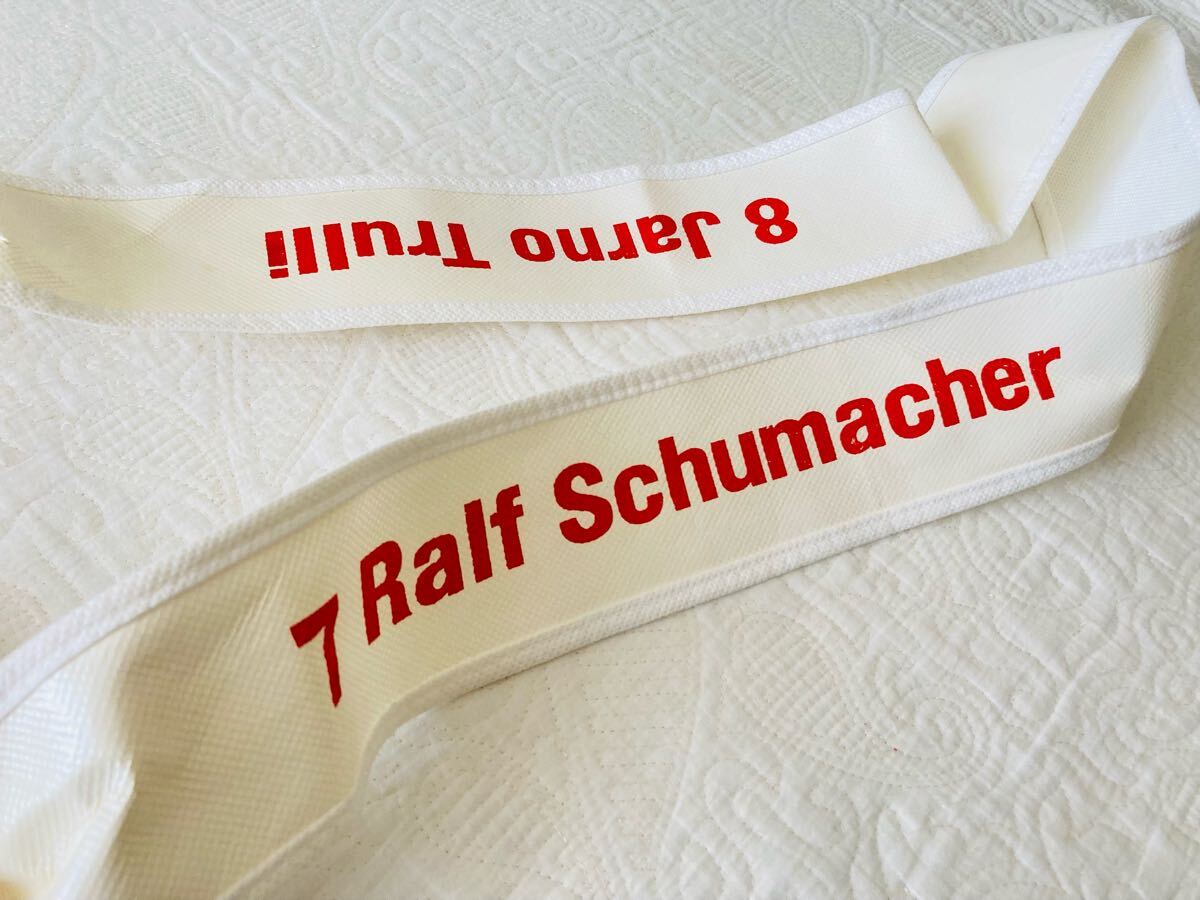 8 Jarno Trulli
7 Ralf Schumacher